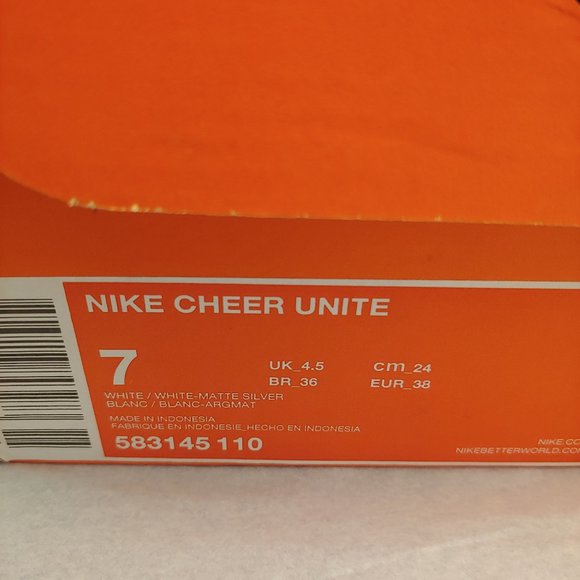 NIKE CHEER UNITE
7
UK_4.5 cm_24
BR_36 EUR_38
WHITE / WHITE-MATTE SILVER
BLANC / BLANC-ARGMAT
MADE IN INDONESIA
FABRIQUE EN INDONESIE_HECHO EN INDONESIA
583145 110
NIKE.CO
NIKEBETTERWORLD.COM